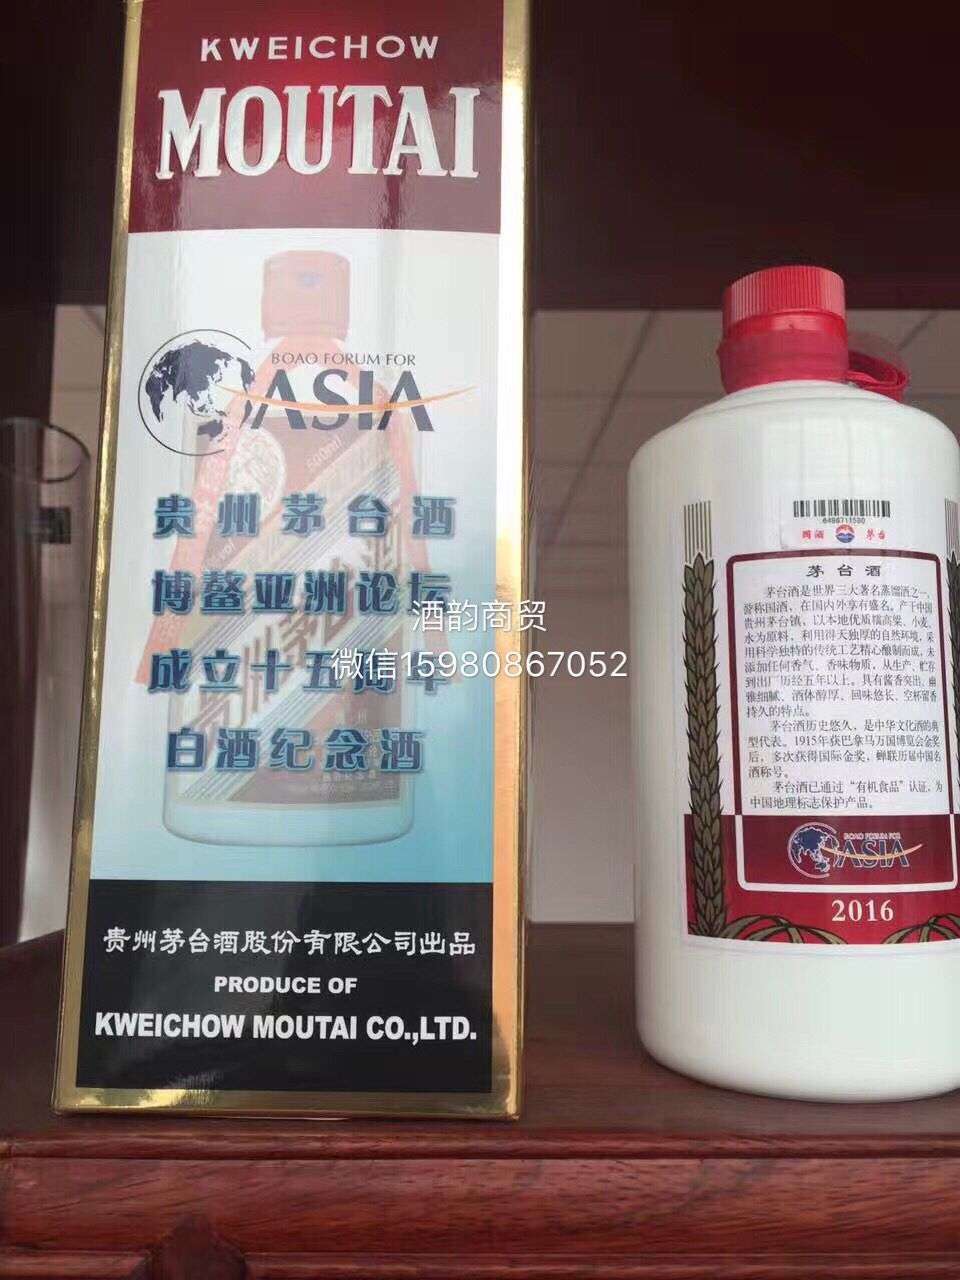 KWEICHOW
MOUTAI
BOAO FORUM FOR
ASIA
贵州茅台酒
博鳌亚洲论坛
成立十五周年
白酒纪念酒
贵州茅台酒股份有限公司出品
PRODUCE OF
KWEICHOW MOUTAI CO.,LTD.
酒韵商贸
微信15980867052
500ml
国酒 茅台
茅台酒
茅台酒是世界三大著名蒸馏酒之一,
誉称国酒，在国内外享有盛名。产于中国
贵州茅台镇，以本地优质糯高粱、小麦、
水为原料，利用得天独厚的自然环境，采
用科学独特的传统工艺精心酿制而成，未
添加任何香气、香味物质，从生产、贮存
到出厂历经五年以上。具有酱香突出、幽
雅细腻、酒体醇厚、回味悠长、空杯留香
持久的特点。
茅台酒历史悠久，是中华文化酒的典
型代表。1915年获巴拿马万国博览会金奖
后，多次获得国际金奖，蝉联历届中国名
酒称号。
茅台酒已通过“有机食品”认证，为
中国地理标志保护产品。
BOAO FORUM FOR
ASIA
2016